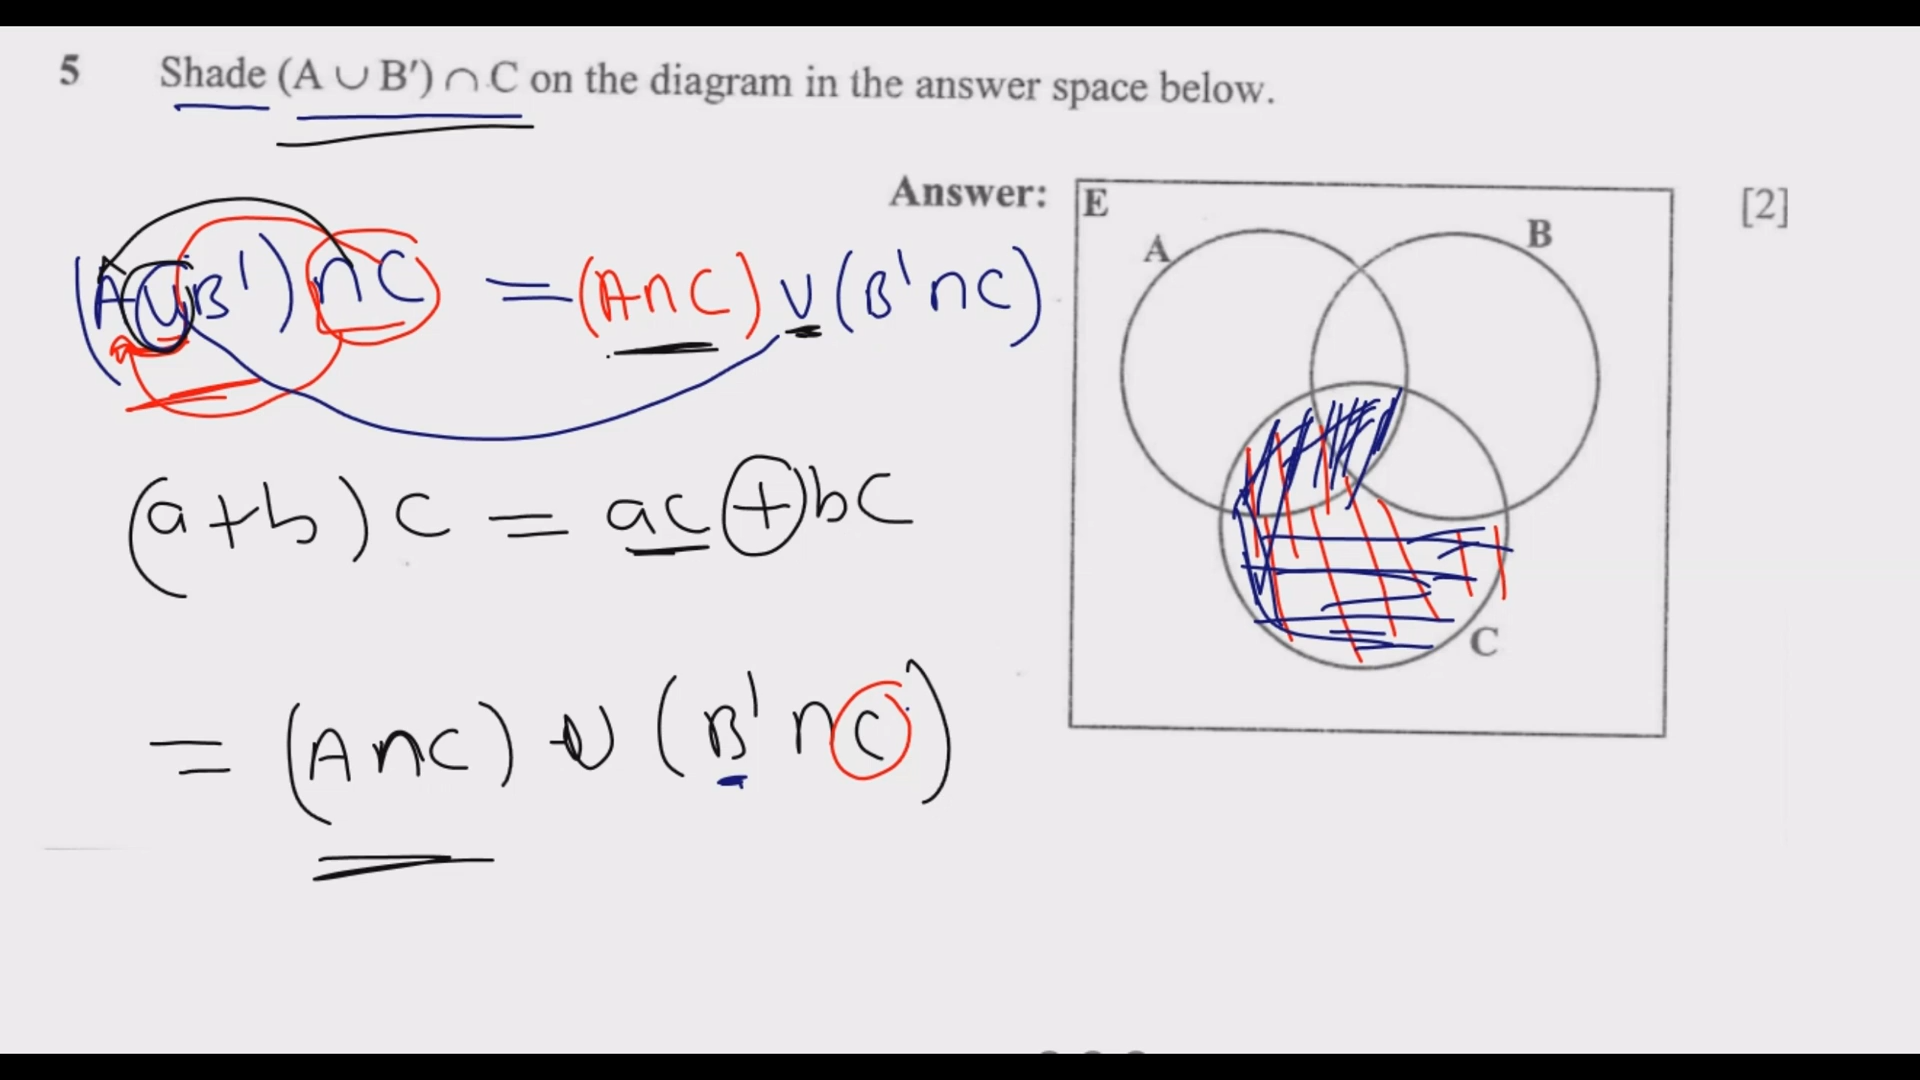 5 Shade (A ∪ B′) ∩ C on the diagram in the answer space below.
Answer: [2]
E
A
B
C
(A∪B')∩C = (A∩C) ∪ (B'∩C)
(a+b)c = ac + bc
= (A∩C) ∪ (B'∩C)